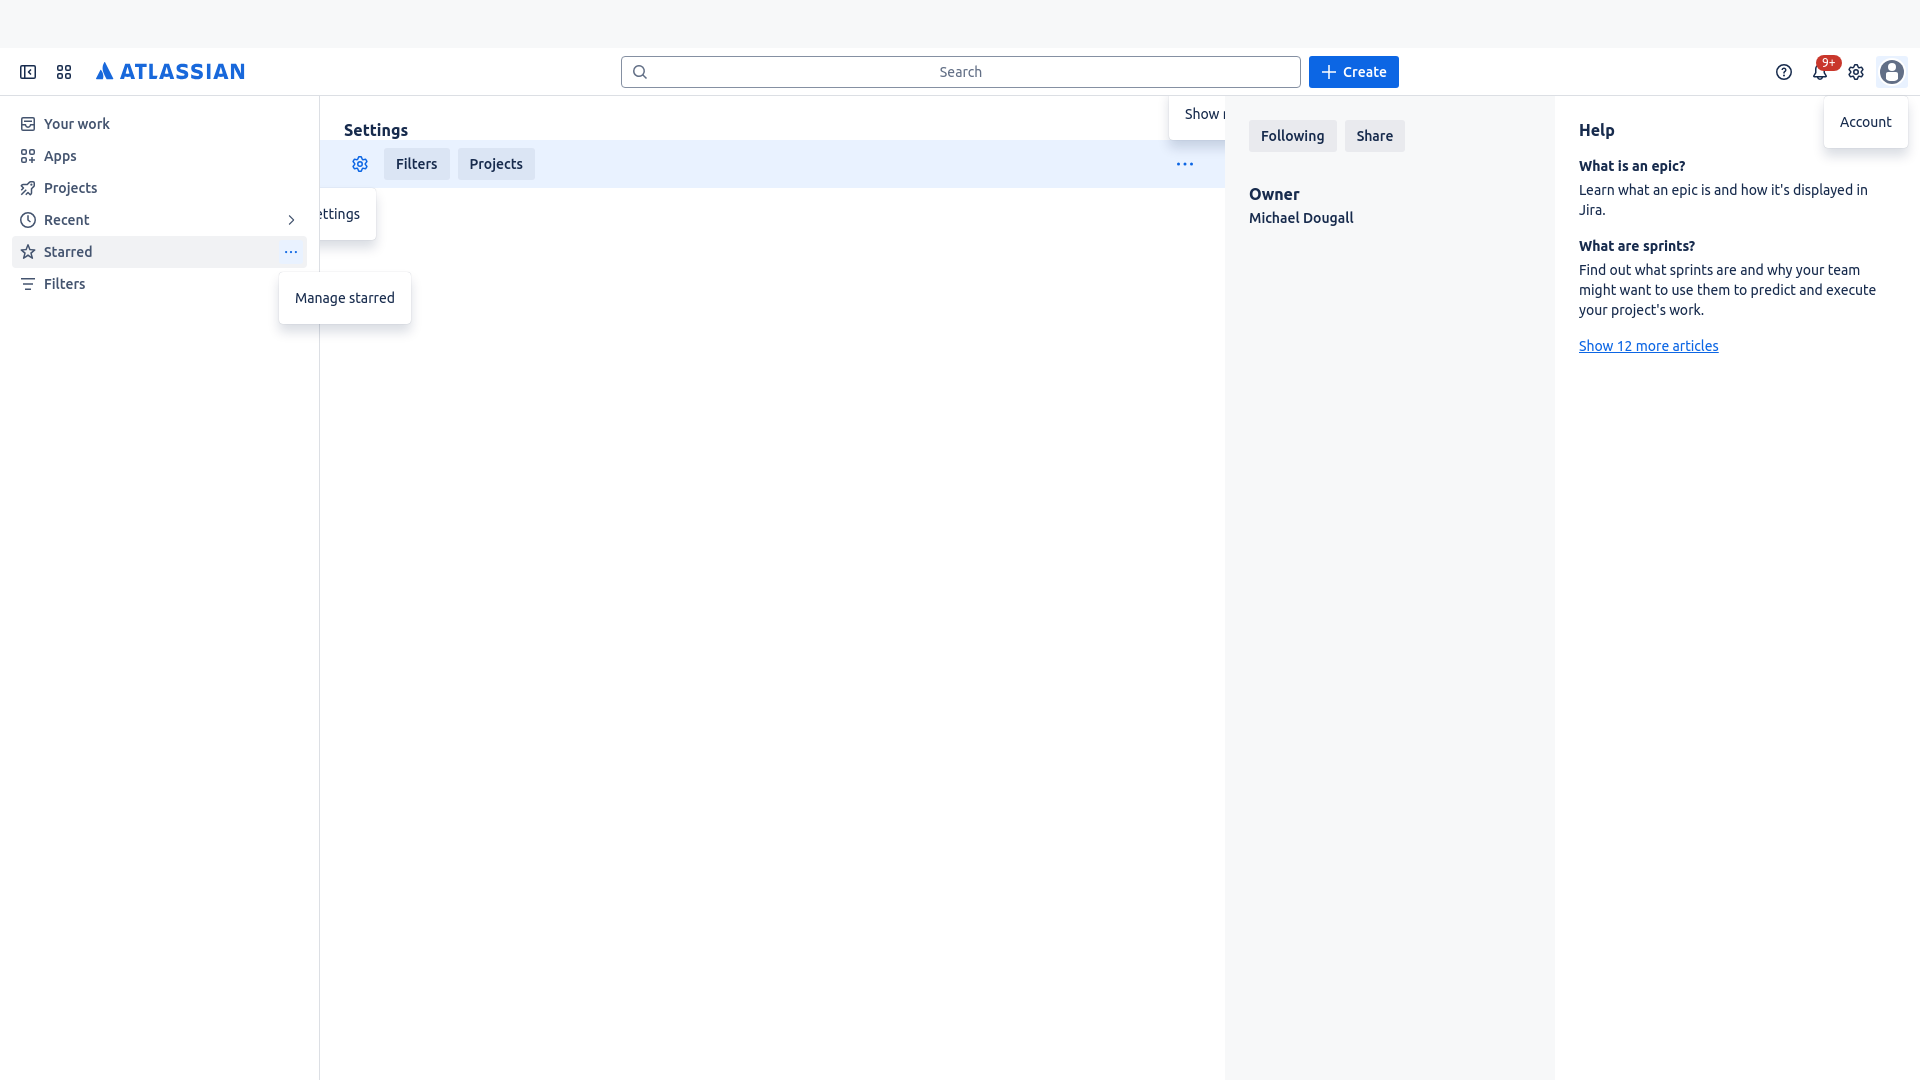 ATLASSIAN
Search
Create
9+
Your work
Apps
Projects
Recent
Starred
Filters
Manage starred
Settings
Filters
Projects
ettings
Show
Following
Share
Owner
Michael Dougall
Help
What is an epic?
Learn what an epic is and how it's displayed in
Jira.
What are sprints?
Find out what sprints are and why your team
might want to use them to predict and execute
your project's work.
Show 12 more articles
Account